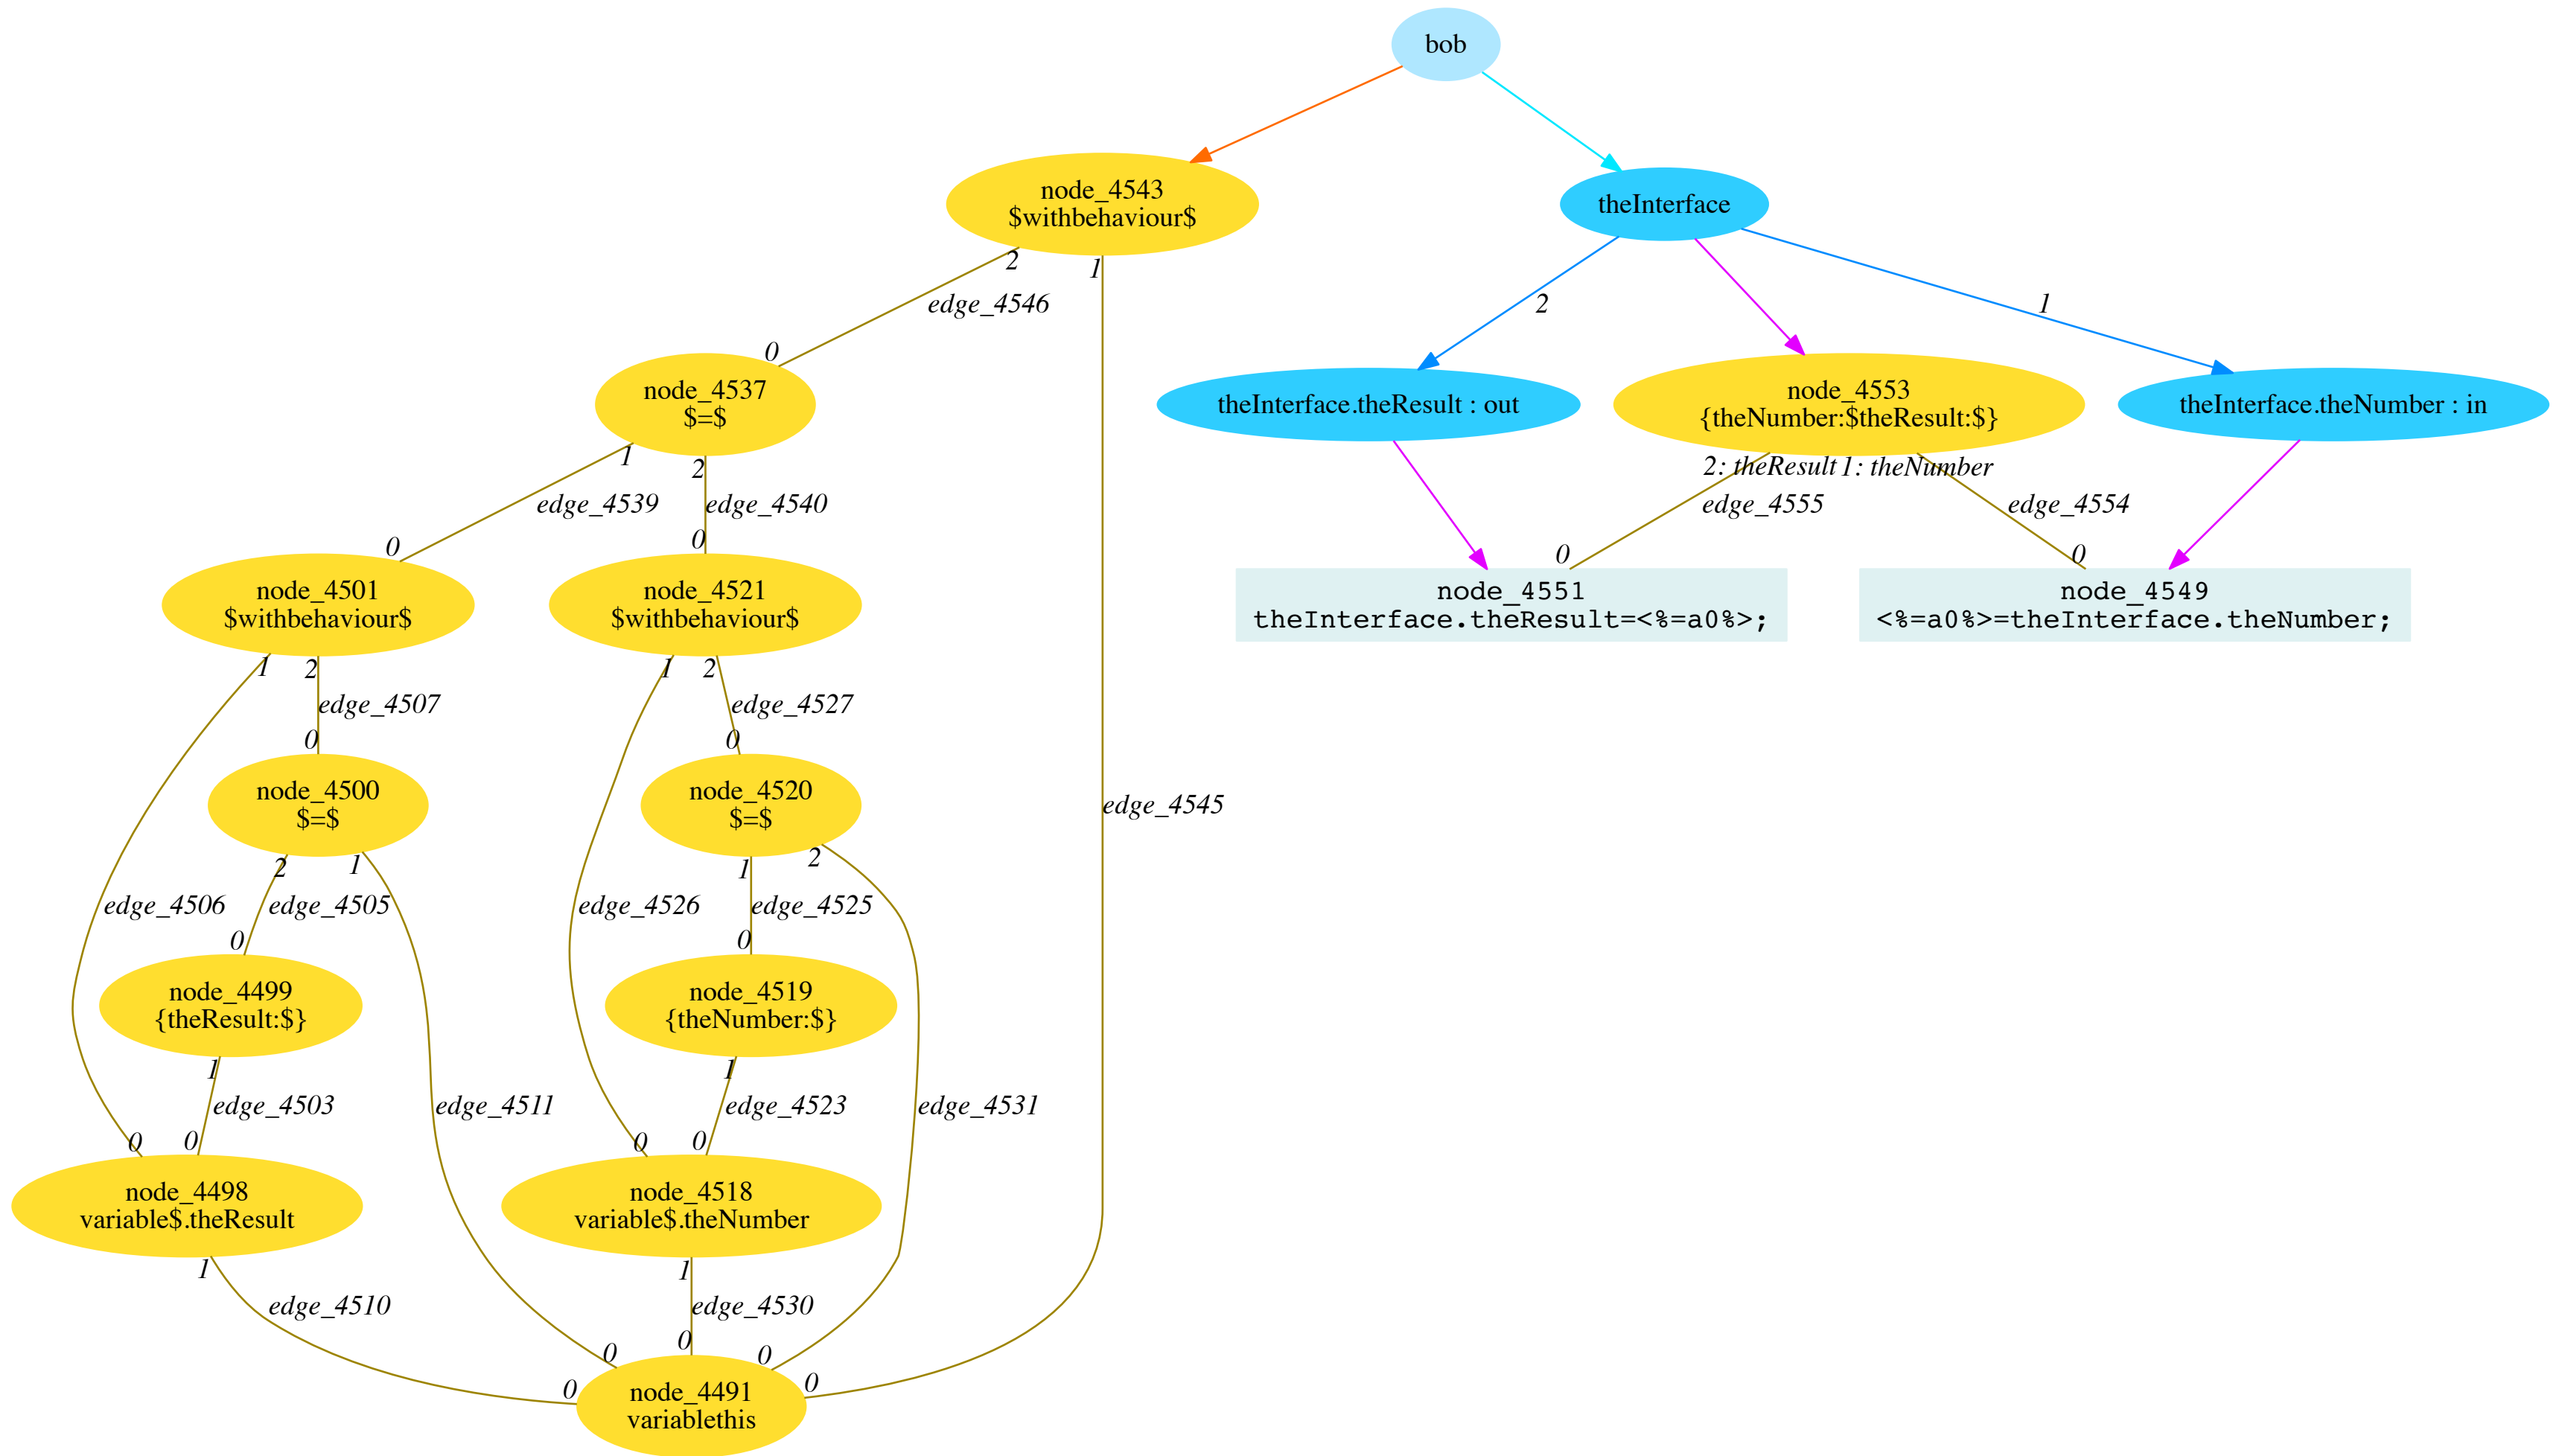 bob
node_4543
$withbehaviour$
theInterface
2
1
edge_4546
2
1
0
node_4537
$=$
theInterface.theResult : out
node_4553
{theNumber:$theResult:$}
theInterface.theNumber : in
1
2
2: theResult
1: theNumber
edge_4539
edge_4540
edge_4555
edge_4554
0
0
0
0
node_4501
$withbehaviour$
node_4521
$withbehaviour$
node_4551
theInterface.theResult=<%=a0%>;
node_4549
<%=a0%>=theInterface.theNumber;
1
2
1
2
edge_4507
edge_4527
0
0
node_4500
$=$
node_4520
$=$
edge_4545
2
1
1
2
edge_4506
edge_4505
edge_4526
edge_4525
0
0
node_4499
{theResult:$}
node_4519
{theNumber:$}
1
1
edge_4503
edge_4511
edge_4523
edge_4531
0
0
0
0
node_4498
variable$.theResult
node_4518
variable$.theNumber
1
1
edge_4510
edge_4530
0
0
0
0
0
node_4491
variablethis